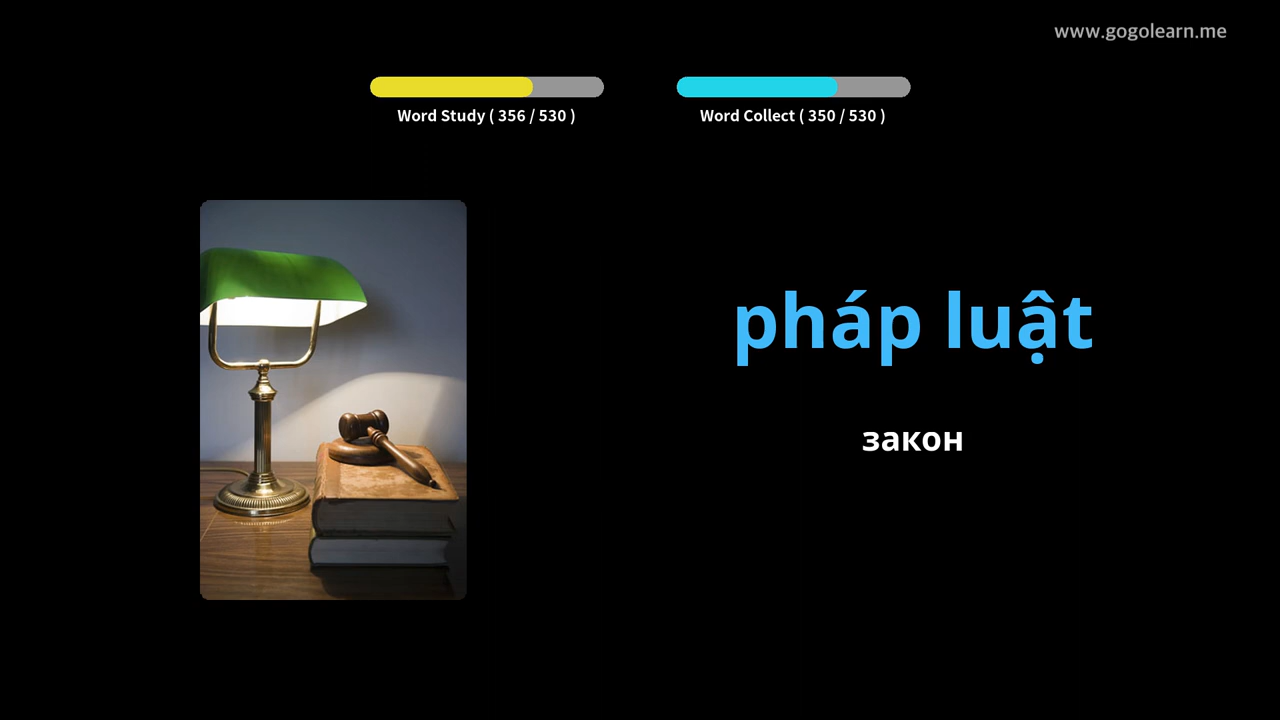 www.gogolearn.me
Word Study ( 356 / 530 )
Word Collect ( 350 / 530 )
pháp luật
закон